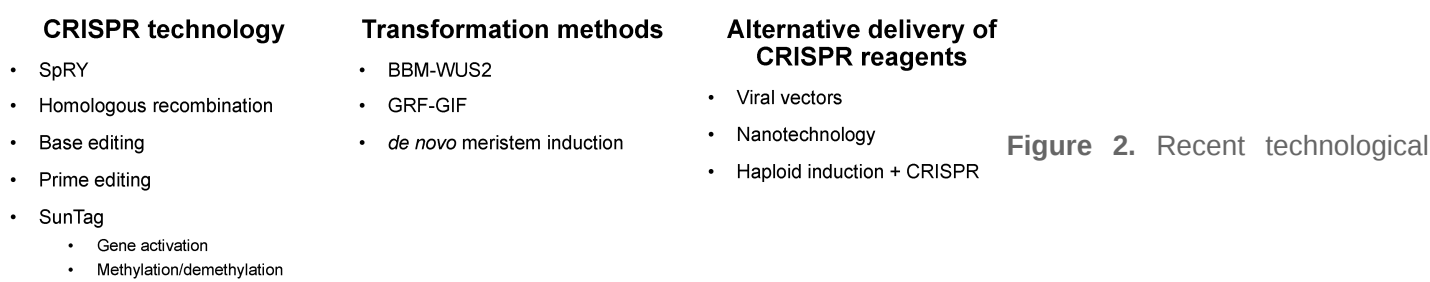 CRISPR technology
• SpRY
• Homologous recombination
• Base editing
• Prime editing
• SunTag
• Gene activation
• Methylation/demethylation
Transformation methods
• BBM-WUS2
• GRF-GIF
• de novo meristem induction
Alternative delivery of
CRISPR reagents
• Viral vectors
• Nanotechnology
• Haploid induction + CRISPR
Figure 2. Recent technological